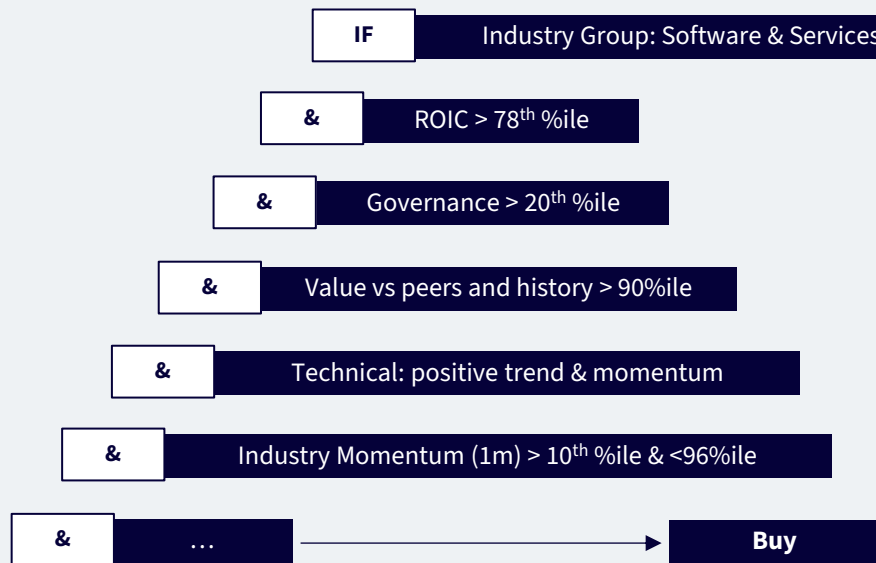 IF Industry Group: Software & Services
& ROIC > 78th %ile
& Governance > 20th %ile
& Value vs peers and history > 90%ile
& Technical: positive trend & momentum
& Industry Momentum (1m) > 10th %ile & <96%ile
& ... Buy